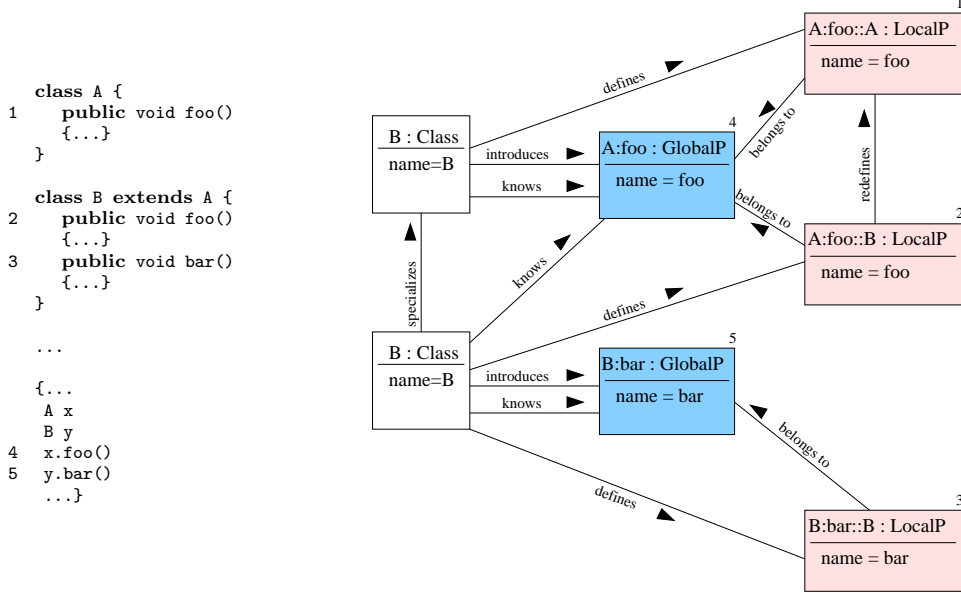 class A {
1 public void foo()
{...}
}
class B extends A {
2 public void foo()
{...}
3 public void bar()
{...}
}
...
{...
A x
B y
4 x.foo()
5 y.bar()
...}
1
A:foo::A : LocalP
name = foo
defines
belongs to
4
B : Class
name=B
introduces
knows
A:foo : GlobalP
name = foo
redefines
belongs to
2
A:foo::B : LocalP
name = foo
specializes
knows
defines
5
B : Class
name=B
introduces
knows
B:bar : GlobalP
name = bar
belongs to
defines
3
B:bar::B : LocalP
name = bar